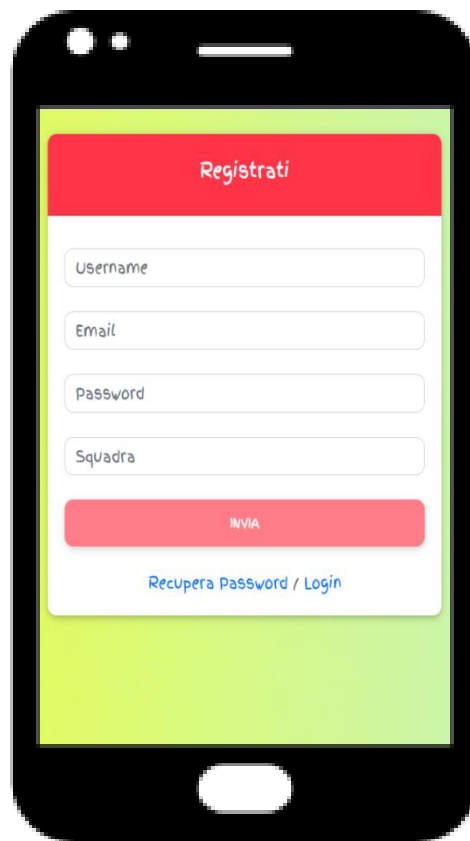 Registrati
Username
Email
Password
Squadra
INVIA
Recupera Password / Login